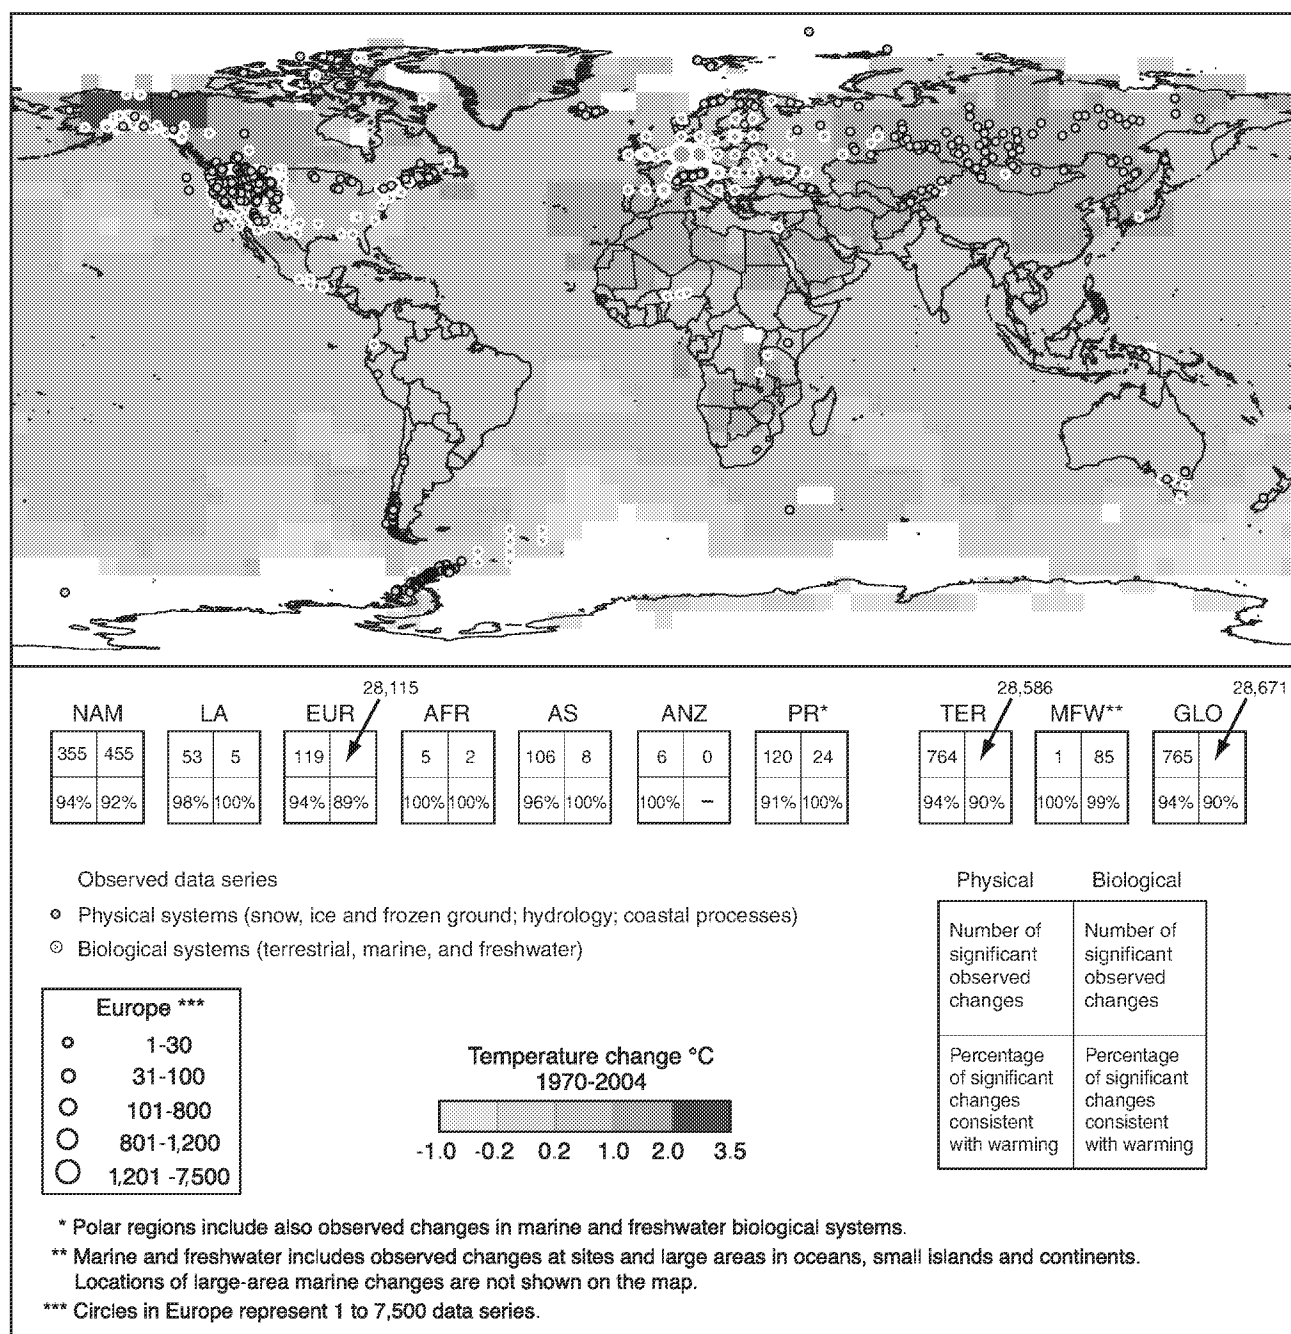 28,115 28,586 28,671
NAM LA EUR AFR AS ANZ PR* TER MFW** GLO
355 455 53 5 119 5 2 106 8 6 0 120 24 764 1 85 765
94% 92% 98% 100% 94% 89% 100% 100% 96% 100% 100% – 91% 100% 94% 90% 100% 99% 94% 90%
Observed data series
Physical systems (snow, ice and frozen ground; hydrology; coastal processes)
Biological systems (terrestrial, marine, and freshwater)
Europe ***
1-30
31-100
101-800
801-1,200
1,201 -7,500
Temperature change °C
1970-2004
-1.0 -0.2 0.2 1.0 2.0 3.5
Physical Biological
Number of Number of
significant significant
observed observed
changes changes
Percentage Percentage
of significant of significant
changes changes
consistent consistent
with warming with warming
* Polar regions include also observed changes in marine and freshwater biological systems.
** Marine and freshwater includes observed changes at sites and large areas in oceans, small islands and continents.
Locations of large-area marine changes are not shown on the map.
*** Circles in Europe represent 1 to 7,500 data series.